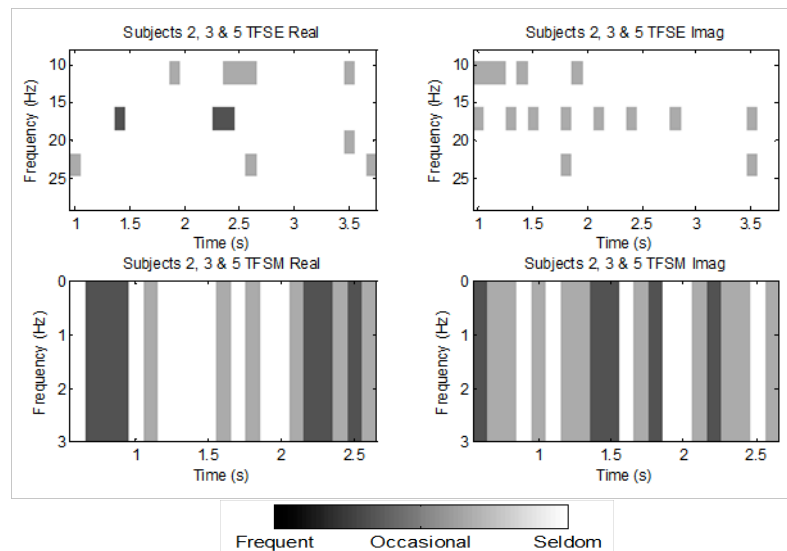 Subjects 2, 3 & 5 TFSE Real
Frequency (Hz)
10
15
20
25
1 1.5 2 2.5 3 3.5
Time (s)
Subjects 2, 3 & 5 TFSE Imag
Frequency (Hz)
10
15
20
25
1 1.5 2 2.5 3 3.5
Time (s)
Subjects 2, 3 & 5 TFSM Real
Frequency (Hz)
0
1
2
3
1 1.5 2 2.5
Time (s)
Subjects 2, 3 & 5 TFSM Imag
Frequency (Hz)
0
1
2
3
1 1.5 2 2.5
Time (s)
Frequent Occasional Seldom